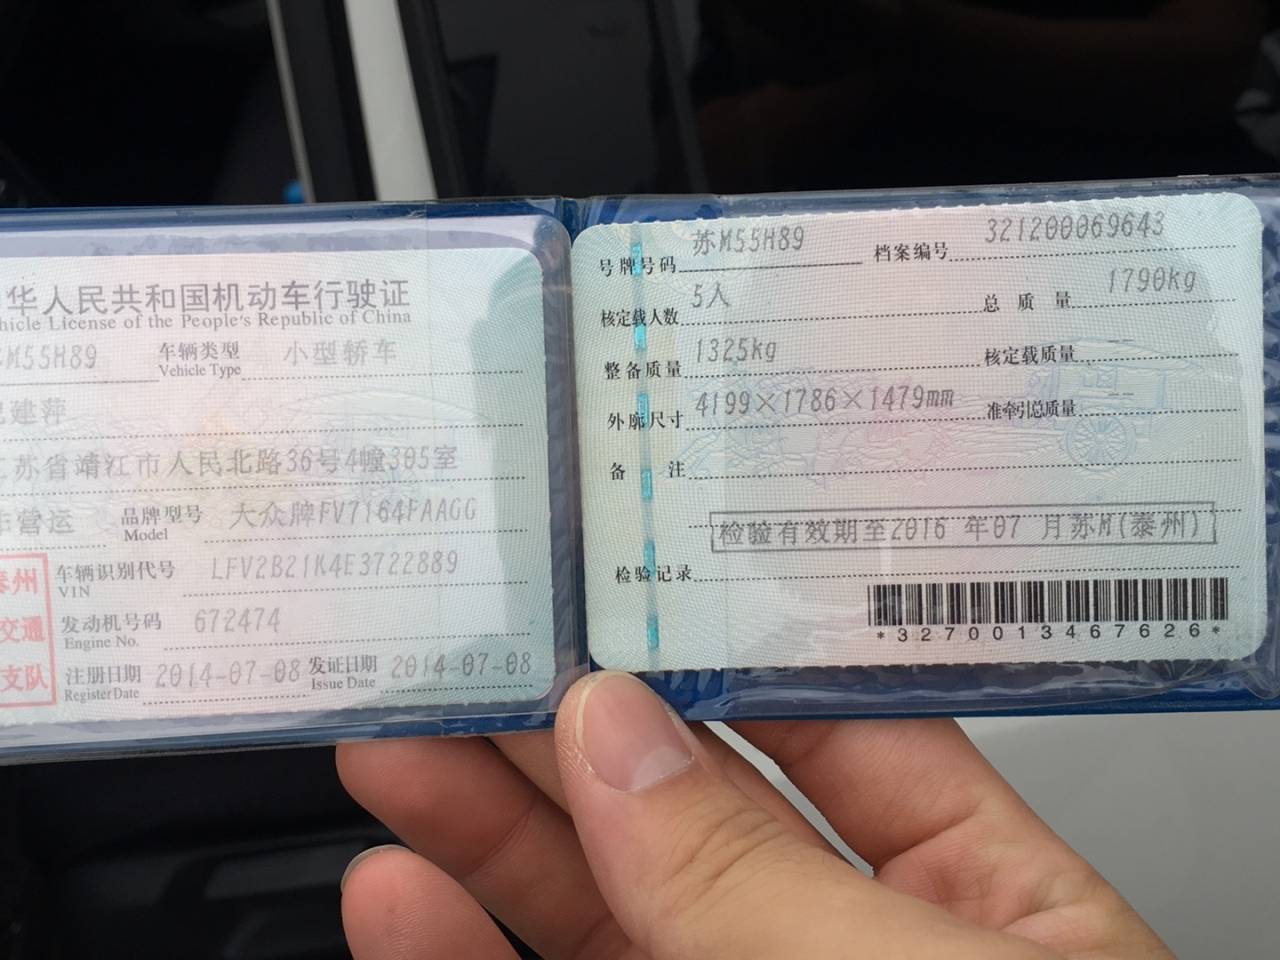 华人民共和国机动车行驶证
hicle License of the People's Republic of China
M55H89 车辆类型 Vehicle Type 小型轿车
建萍
苏省靖江市人民北路36号4幢305室
营运 品牌型号 Model 大众牌FV7164FAAGG
泰州
交通
支队
车辆识别代号 VIN LFV2B21K4E3722889
发动机号码 Engine No. 672474
注册日期 Register Date 2014-07-08 发证日期 Issue Date 2014-07-08
号牌号码 苏M55H89 档案编号 321200069643
核定载人数 5人 总质量 1790kg
整备质量 1325kg 核定载质量 --
外廓尺寸 4199×1786×1479mm 准牵引总质量 --
备注
检验有效期至2016 年07 月苏M(泰州)
检验记录
*3270013467626*